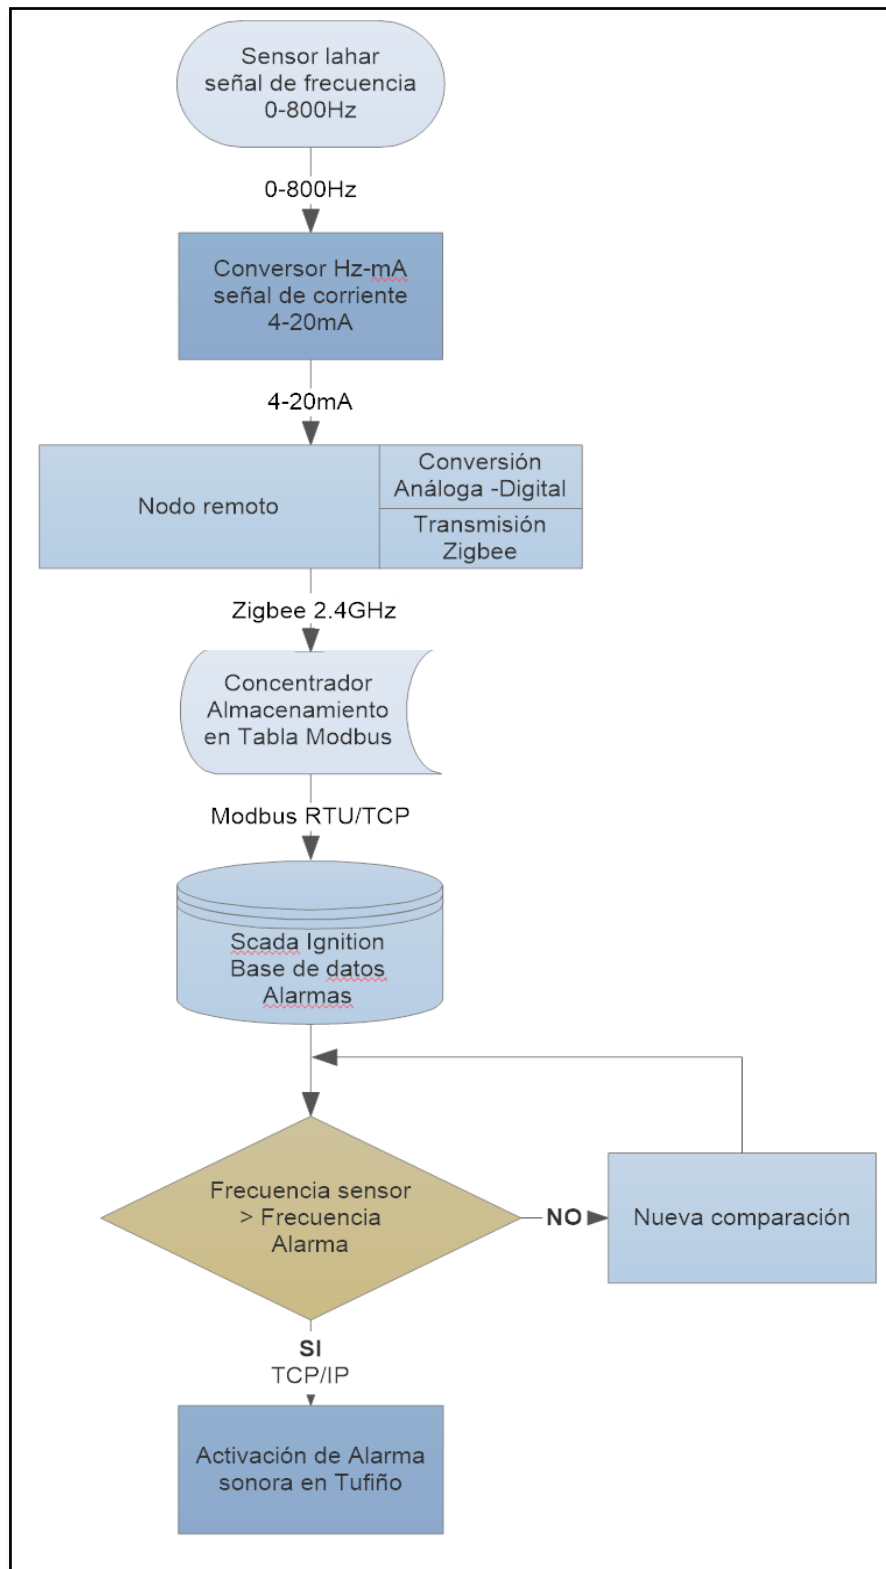 Sensor lahar
señal de frecuencia
0-800Hz
0-800Hz
Conversor Hz-mA
señal de corriente
4-20mA
4-20mA
Nodo remoto
Conversión
Análoga -Digital
Transmisión
Zigbee
Zigbee 2.4GHz
Concentrador
Almacenamiento
en Tabla Modbus
Modbus RTU/TCP
Scada Ignition
Base de datos
Alarmas
Frecuencia sensor
> Frecuencia
Alarma
NO
Nueva comparación
SI
TCP/IP
Activación de Alarma
sonora en Tufiño